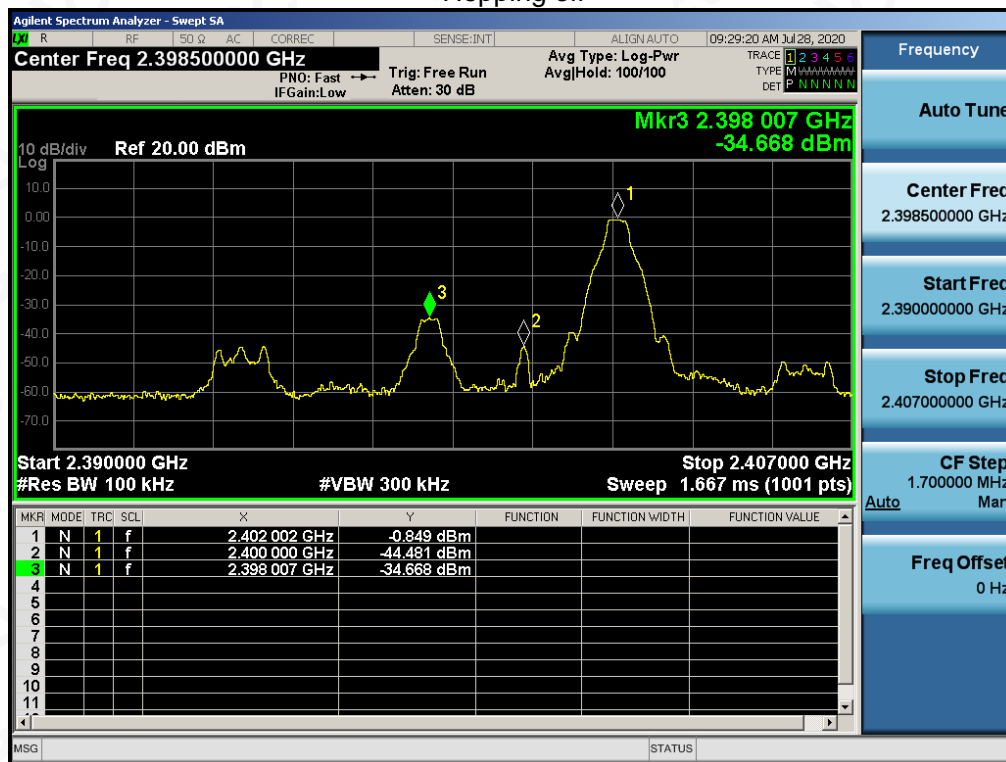 Agilent Spectrum Analyzer - Swept SA
LXI R RF 50 Ω AC CORREC SENSE:INT ALIGN AUTO 09:29:20 AM Jul 28, 2020
Center Freq 2.398500000 GHz
PNO: Fast
IFGain:Low
Trig: Free Run
Atten: 30 dB
Avg Type: Log-Pwr
Avg|Hold: 100/100
TRACE 1 2 3 4 5 6
TYPE M WWWWW
DET P N N N N N
Mkr3 2.398 007 GHz
-34.668 dBm
10 dB/div Ref 20.00 dBm
Log
10.0
0.00
-10.0
-20.0
-30.0
-40.0
-50.0
-60.0
-70.0
1
2
3
Start 2.390000 GHz Stop 2.407000 GHz
#Res BW 100 kHz #VBW 300 kHz Sweep 1.667 ms (1001 pts)
MKR MODE TRC SCL X Y FUNCTION FUNCTION WIDTH FUNCTION VALUE
1 N 1 f 2.402 002 GHz -0.849 dBm
2 N 1 f 2.400 000 GHz -44.481 dBm
3 N 1 f 2.398 007 GHz -34.668 dBm
4
5
6
7
8
9
10
11
MSG STATUS
Frequency
Auto Tune
Center Freq
2.398500000 GHz
Start Freq
2.390000000 GHz
Stop Freq
2.407000000 GHz
CF Step
1.700000 MHz
Auto Man
Freq Offset
0 Hz